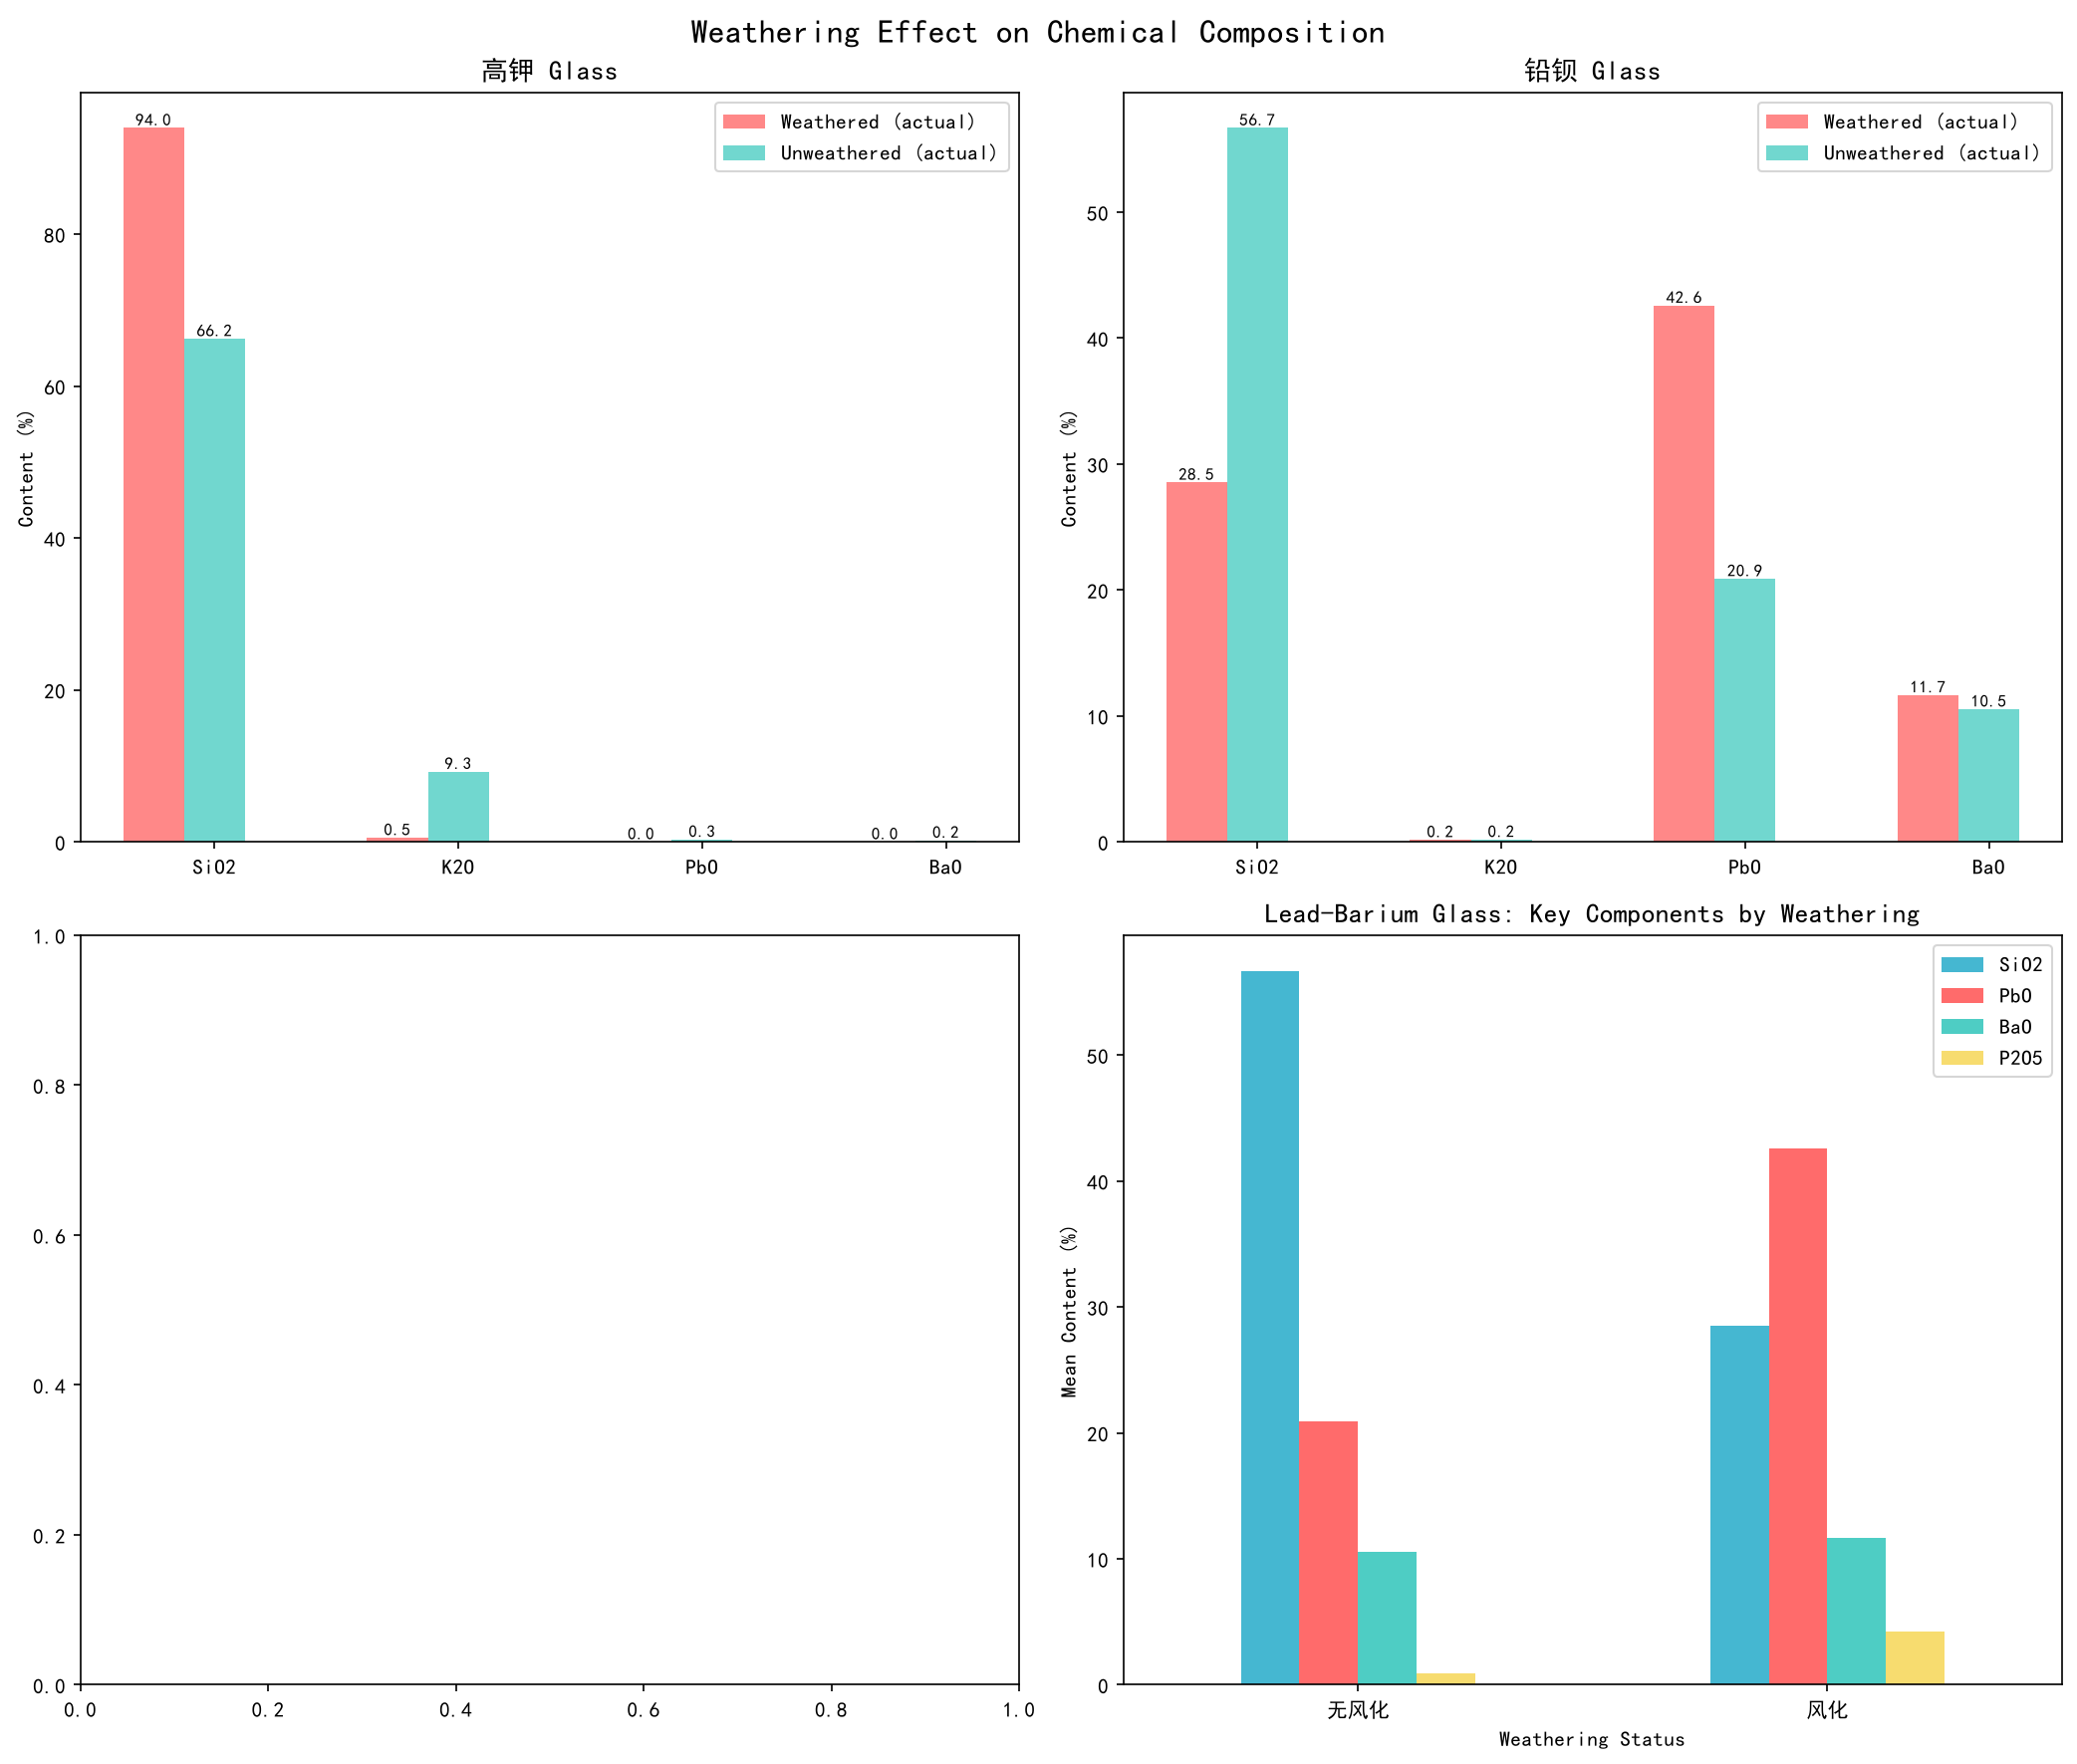 Weathering Effect on Chemical Composition
高钾 Glass
Weathered (actual)
Unweathered (actual)
Content (%)
80
60
40
20
0
94.0
66.2
0.5
9.3
0.0
0.3
0.0
0.2
SiO2
K2O
PbO
BaO
铅钡 Glass
Weathered (actual)
Unweathered (actual)
Content (%)
50
40
30
20
10
0
28.5
56.7
0.2
0.2
42.6
20.9
11.7
10.5
SiO2
K2O
PbO
BaO
1.0
0.8
0.6
0.4
0.2
0.0
0.0
0.2
0.4
0.6
0.8
1.0
Lead-Barium Glass: Key Components by Weathering
SiO2
PbO
BaO
P2O5
Mean Content (%)
50
40
30
20
10
0
无风化
风化
Weathering Status